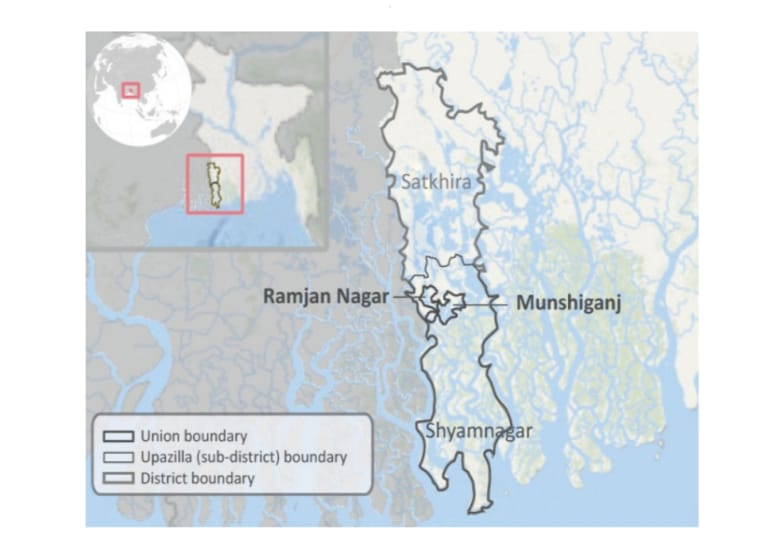 Satkhira
Ramjan Nagar
Munshiganj
Shyamnagar
Union boundary
Upazilla (sub-district) boundary
District boundary